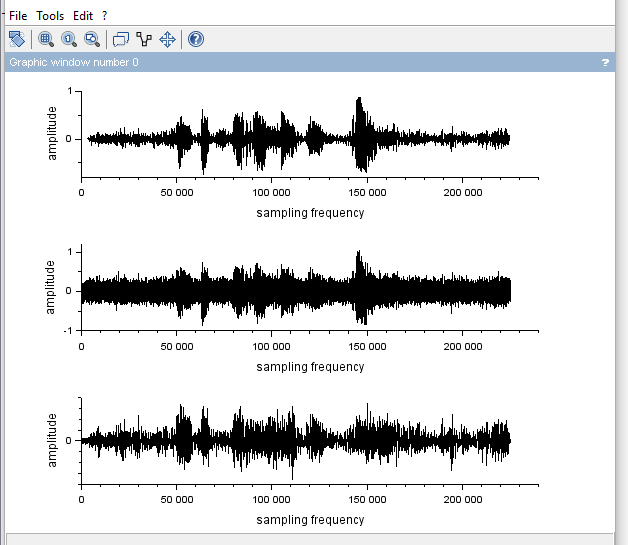 File Tools Edit ?
Graphic window number 0 ?
1
0
amplitude
0 50 000 100 000 150 000 200 000
sampling frequency
1
0
-1
amplitude
0 50 000 100 000 150 000 200 000
sampling frequency
0
amplitude
0 50 000 100 000 150 000 200 000
sampling frequency